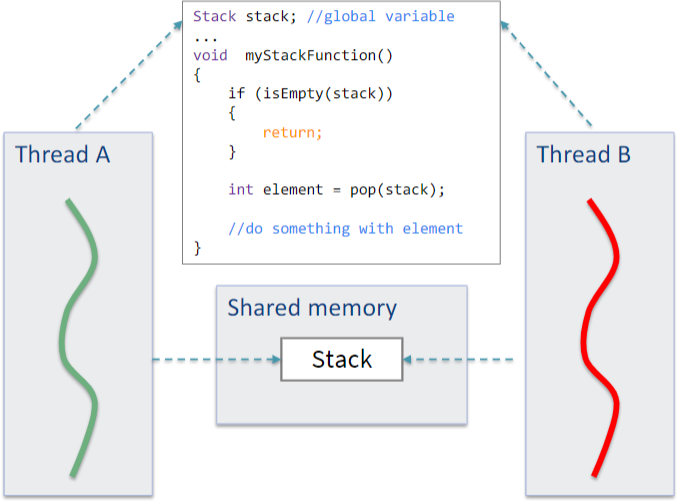 Stack stack; //global variable
...
void  myStackFunction()
{
    if (isEmpty(stack))
    {
        return;
    }

    int element = pop(stack);

    //do something with element
}
Thread A
Thread B
Shared memory
Stack